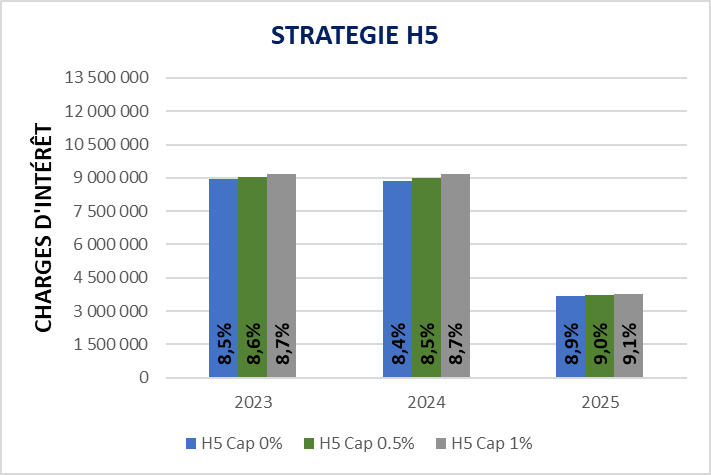 STRATEGIE H5
CHARGES D'INTÉRÊT
13 500 000
12 000 000
10 500 000
9 000 000
7 500 000
6 000 000
4 500 000
3 000 000
1 500 000
0
8,5%
8,6%
8,7%
8,4%
8,5%
8,7%
8,9%
9,0%
9,1%
2023
2024
2025
H5 Cap 0%
H5 Cap 0.5%
H5 Cap 1%